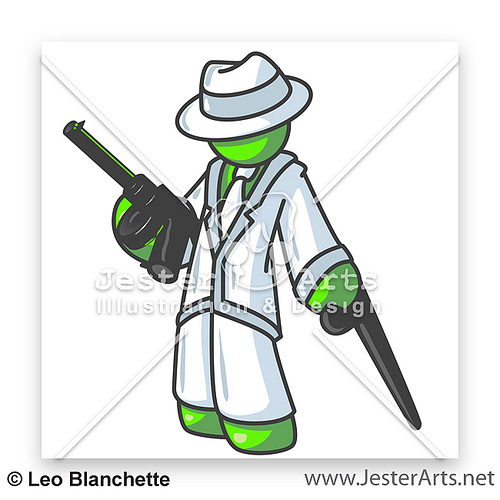 Jester Arts
Illustration & Design
© Leo Blanchette
www.JesterArts.net